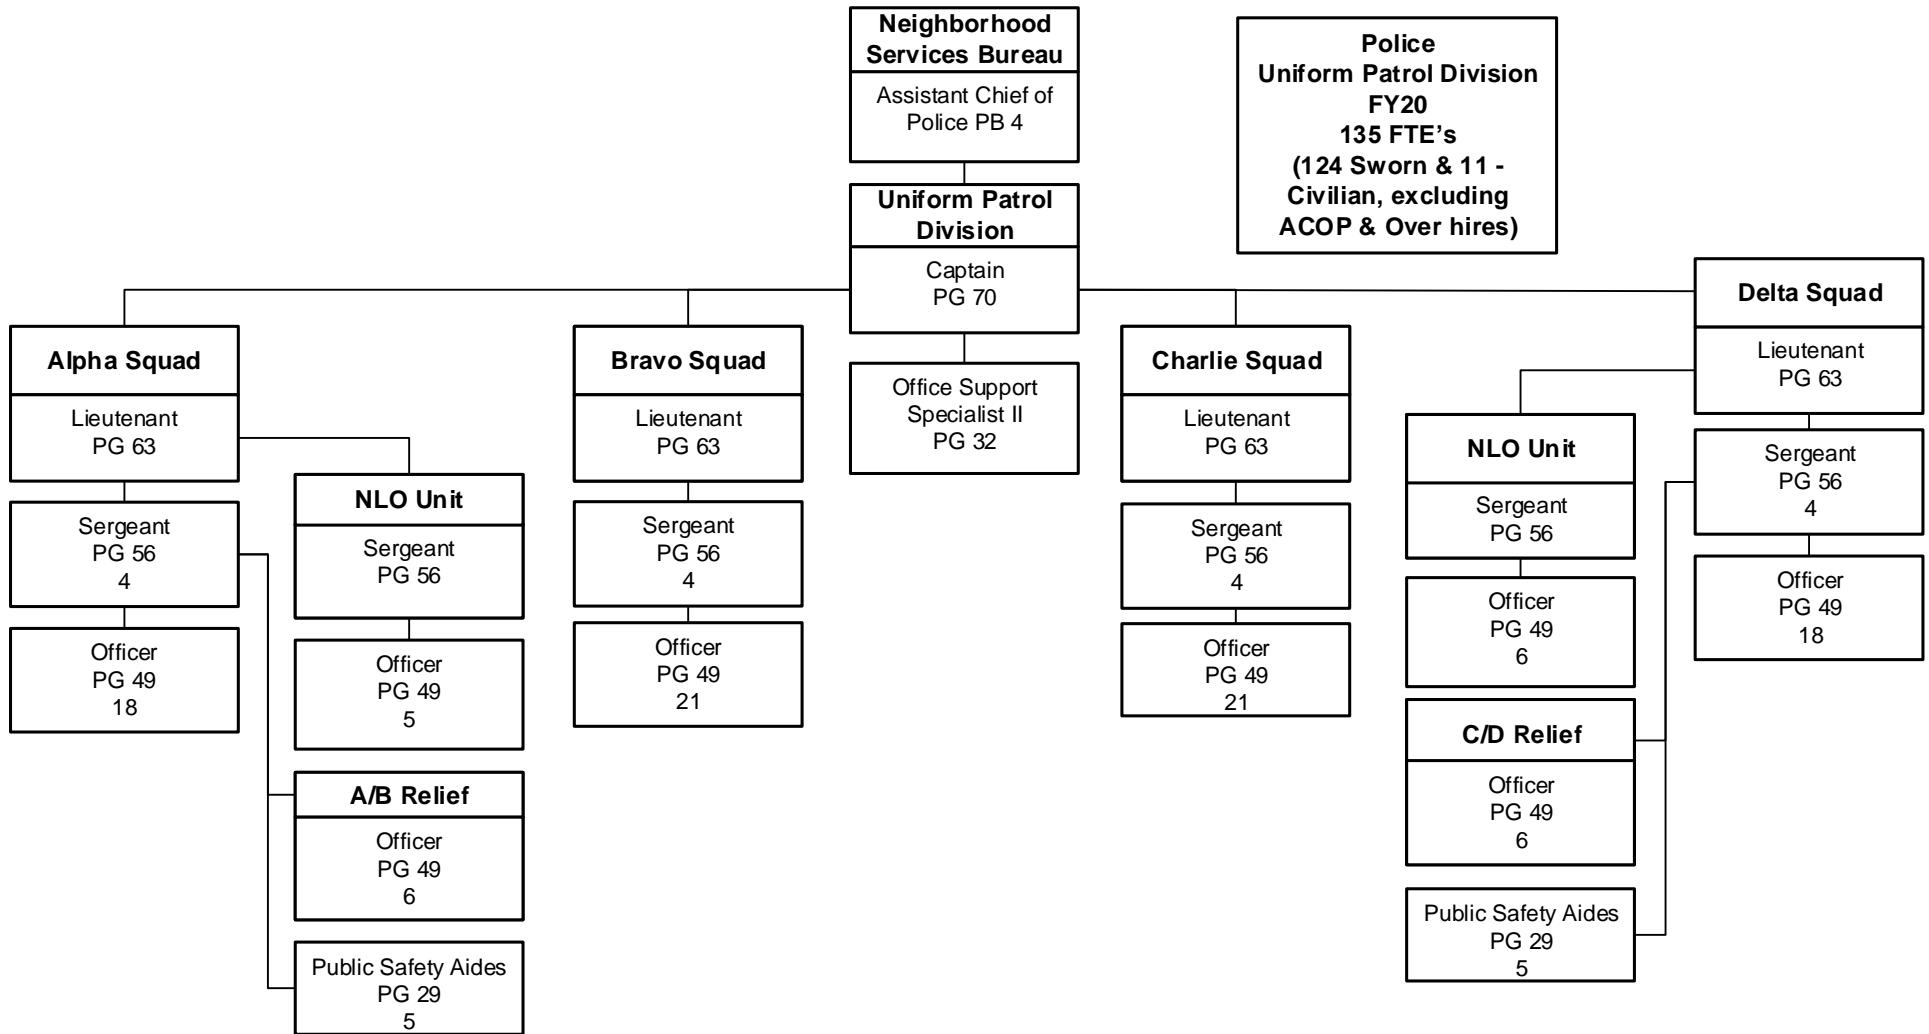 Neighborhood
Services Bureau
Assistant Chief of
Police PB 4
Police
Uniform Patrol Division
FY20
135 FTE’s
(124 Sworn & 11 -
Civilian, excluding
ACOP & Over hires)
Uniform Patrol
Division
Captain
PG 70
Office Support
Specialist II
PG 32
Alpha Squad
Lieutenant
PG 63
Sergeant
PG 56
4
Officer
PG 49
18
NLO Unit
Sergeant
PG 56
Officer
PG 49
5
A/B Relief
Officer
PG 49
6
Public Safety Aides
PG 29
5
Bravo Squad
Lieutenant
PG 63
Sergeant
PG 56
4
Officer
PG 49
21
Charlie Squad
Lieutenant
PG 63
Sergeant
PG 56
4
Officer
PG 49
21
Delta Squad
Lieutenant
PG 63
Sergeant
PG 56
4
Officer
PG 49
18
NLO Unit
Sergeant
PG 56
Officer
PG 49
6
C/D Relief
Officer
PG 49
6
Public Safety Aides
PG 29
5